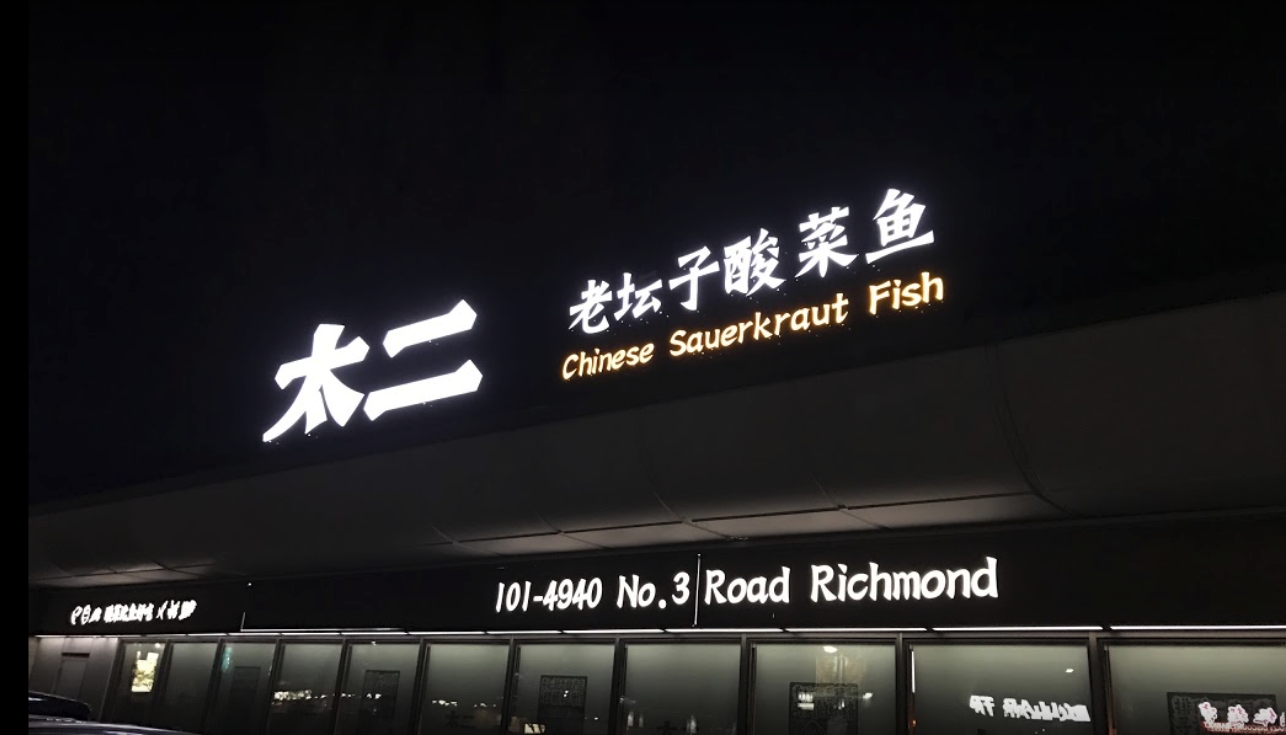 太二
老坛子酸菜鱼
Chinese Sauerkraut Fish
101-4940 No.3 Road Richmond